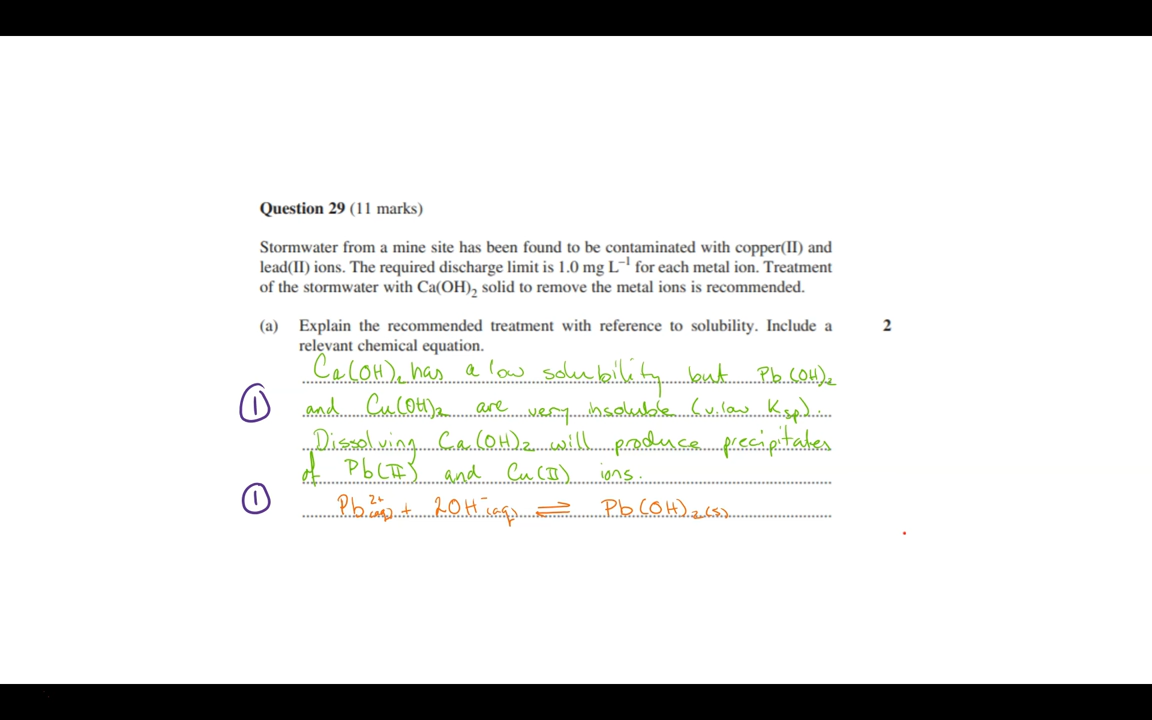 Question 29 (11 marks)
Stormwater from a mine site has been found to be contaminated with copper(II) and
lead(II) ions. The required discharge limit is 1.0 mg L⁻¹ for each metal ion. Treatment
of the stormwater with Ca(OH)₂ solid to remove the metal ions is recommended.
(a) Explain the recommended treatment with reference to solubility. Include a 2
relevant chemical equation.
Ca(OH)₂ has a low solubility but Pb(OH)₂
① and Cu(OH)₂ are very insoluble (v.low Ksp).
Dissolving Ca(OH)₂ will produce precipitates
of Pb(II) and Cu(II) ions.
① Pb²⁺(aq) + 2OH⁻(aq) ⇌ Pb(OH)₂(s)